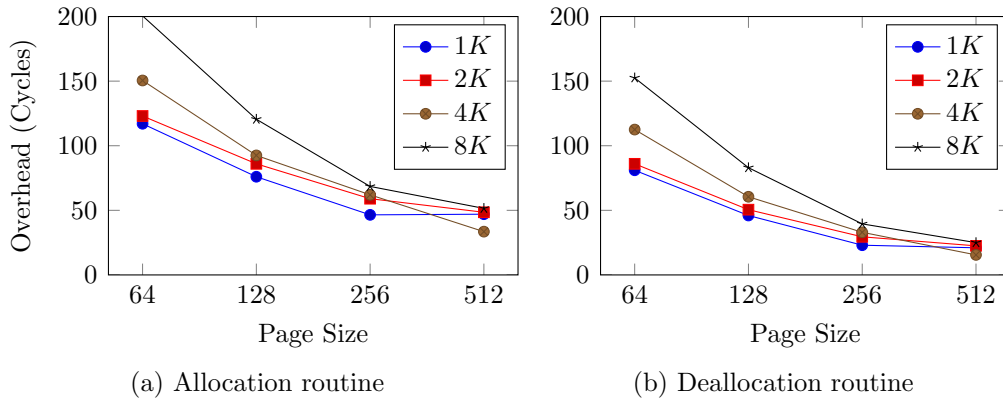 200
150
100
50
0
Overhead (Cycles)
64 128 256 512
Page Size
1K
2K
4K
8K
(a) Allocation routine
200
150
100
50
0
64 128 256 512
Page Size
1K
2K
4K
8K
(b) Deallocation routine